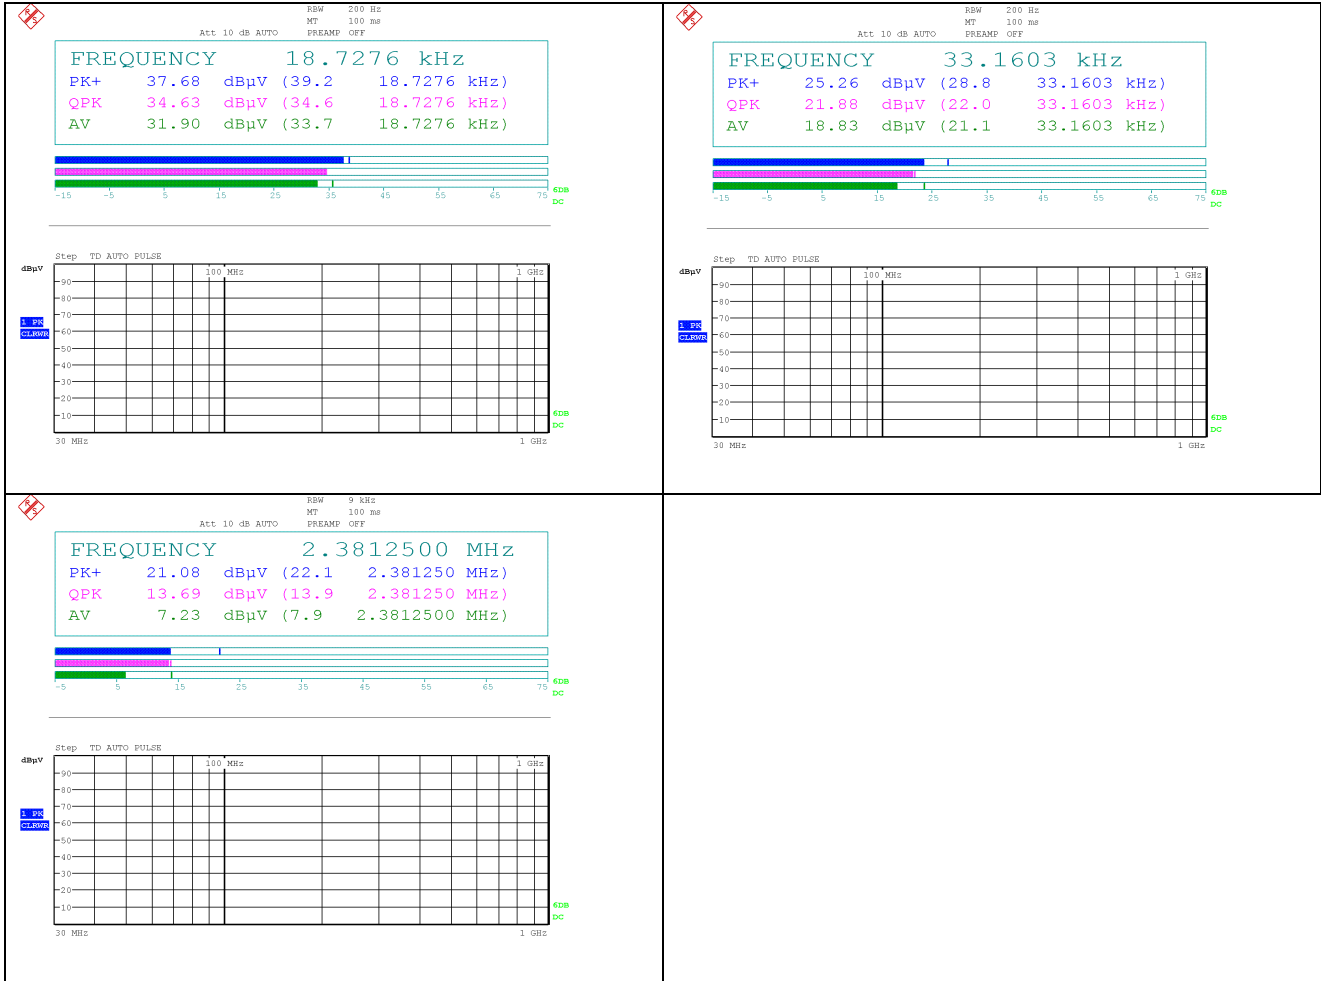 RBW 200 Hz
MT 100 ms
Att 10 dB AUTO PREAMP OFF
FREQUENCY 18.7276 kHz
PK+ 37.68 dBµV (39.2 18.7276 kHz)
QPK 34.63 dBµV (34.6 18.7276 kHz)
AV 31.90 dBµV (33.7 18.7276 kHz)
-15 -5 5 15 25 35 45 55 65 75
6DB
DC
Step TD AUTO PULSE
dBµV
100 MHz 1 GHz
90
80
70
1 PK
60
CLRWR
50
40
30
20
10
6DB
DC
30 MHz 1 GHz
RBW 200 Hz
MT 100 ms
Att 10 dB AUTO PREAMP OFF
FREQUENCY 33.1603 kHz
PK+ 25.26 dBµV (28.8 33.1603 kHz)
QPK 21.88 dBµV (22.0 33.1603 kHz)
AV 18.83 dBµV (21.1 33.1603 kHz)
-15 -5 5 15 25 35 45 55 65 75
6DB
DC
Step TD AUTO PULSE
dBµV
100 MHz 1 GHz
90
80
70
1 PK
60
CLRWR
50
40
30
20
10
6DB
DC
30 MHz 1 GHz
RBW 9 kHz
MT 100 ms
Att 10 dB AUTO PREAMP OFF
FREQUENCY 2.3812500 MHz
PK+ 21.08 dBµV (22.1 2.381250 MHz)
QPK 13.69 dBµV (13.9 2.381250 MHz)
AV 7.23 dBµV (7.9 2.3812500 MHz)
-5 5 15 25 35 45 55 65 75
6DB
DC
Step TD AUTO PULSE
dBµV
100 MHz 1 GHz
90
80
70
1 PK
60
CLRWR
50
40
30
20
10
6DB
DC
30 MHz 1 GHz